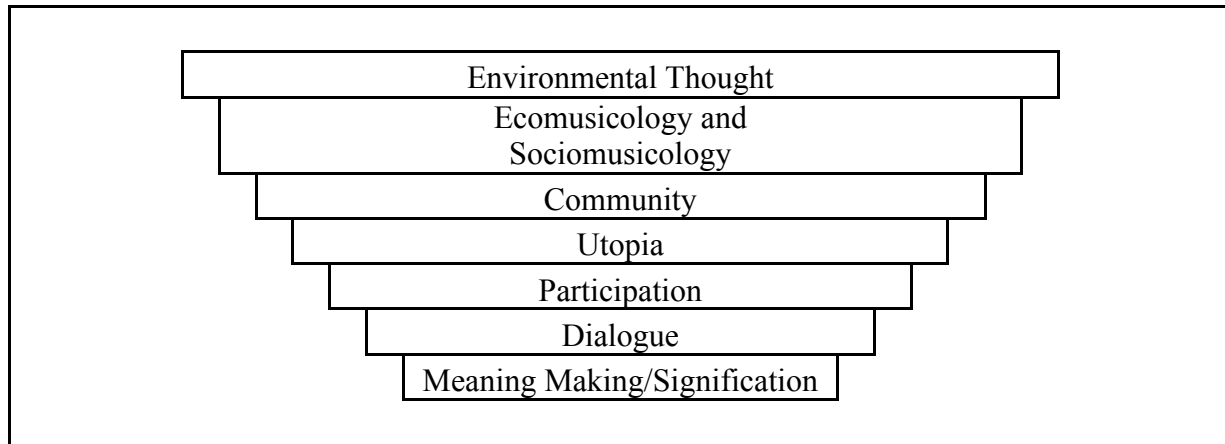 Environmental Thought
Ecomusicology and
Sociomusicology
Community
Utopia
Participation
Dialogue
Meaning Making/Signification